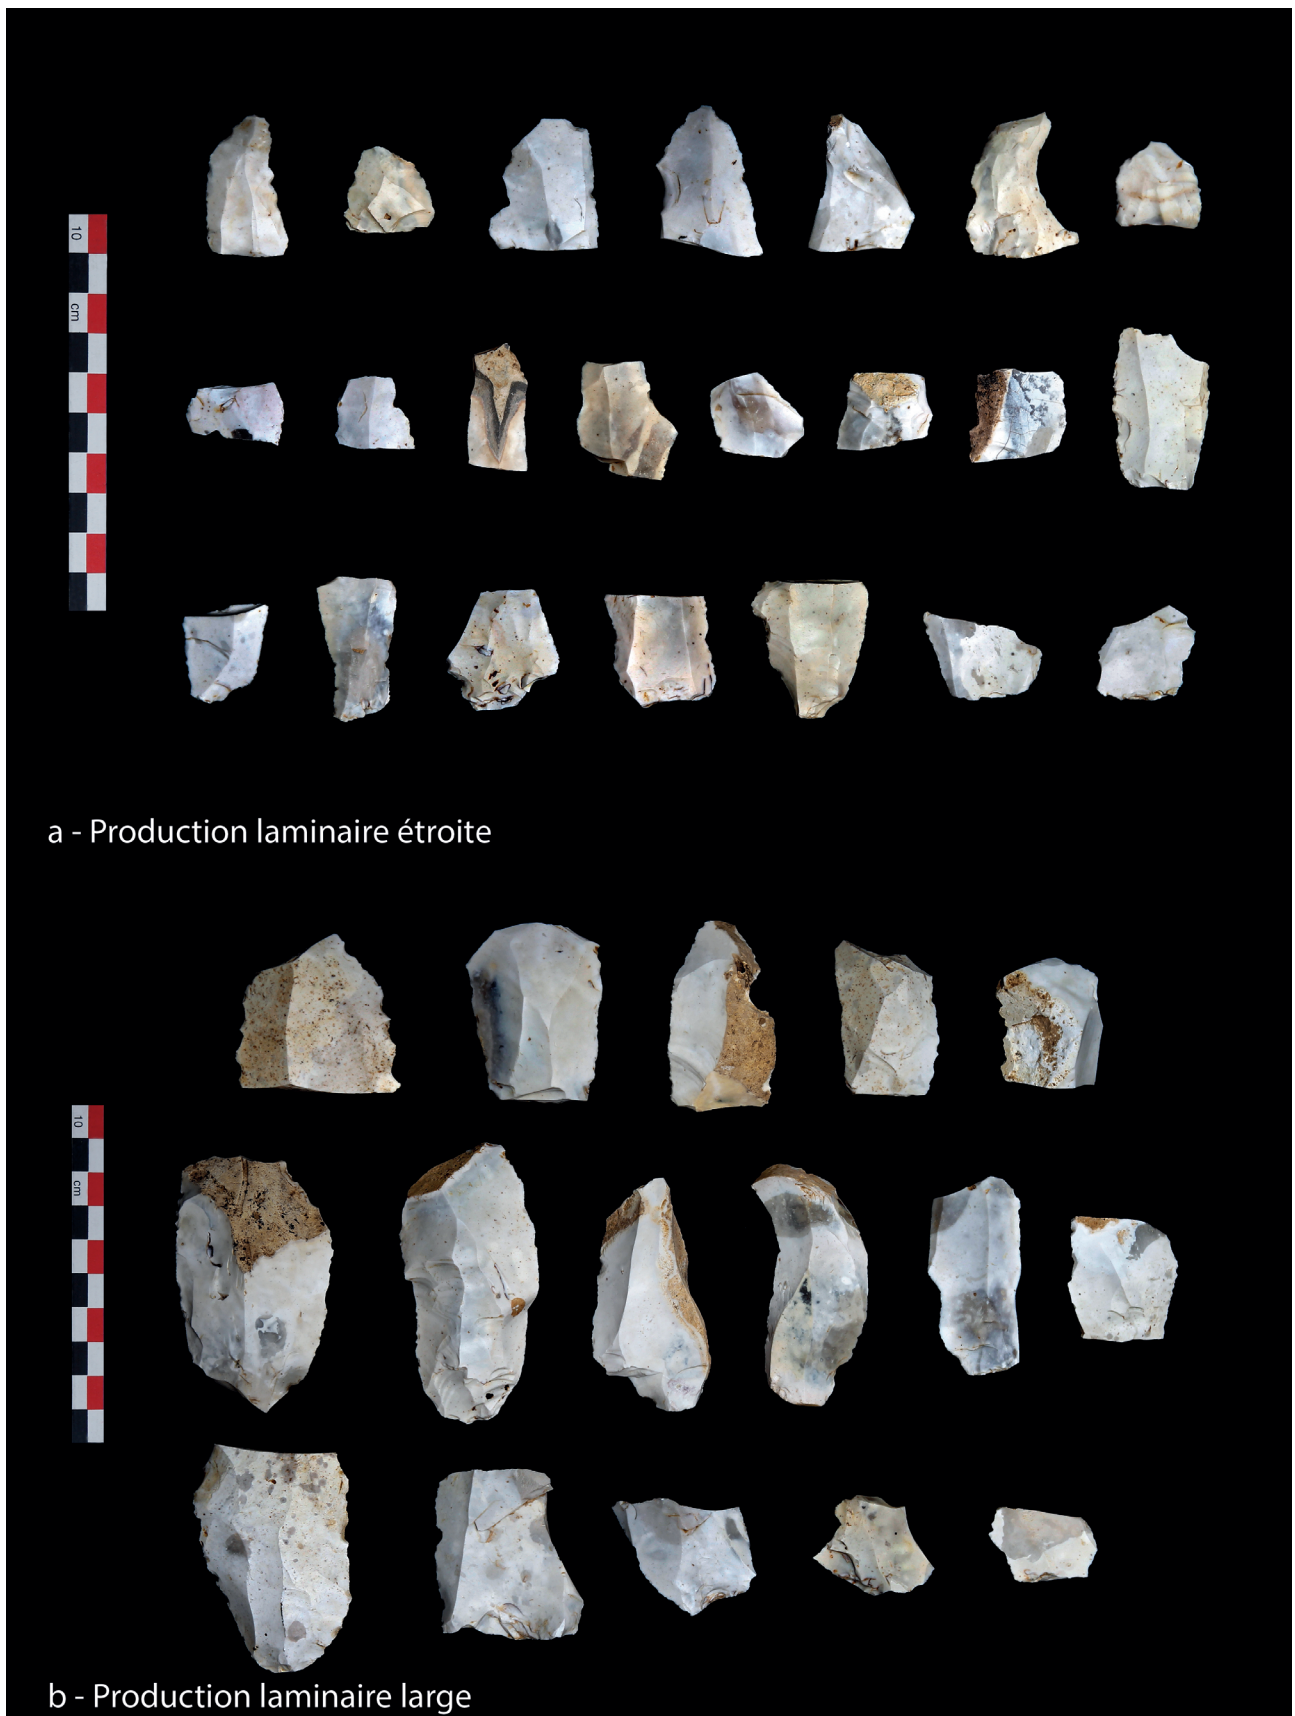 10
cm
a - Production laminaire étroite
10
cm
b - Production laminaire large